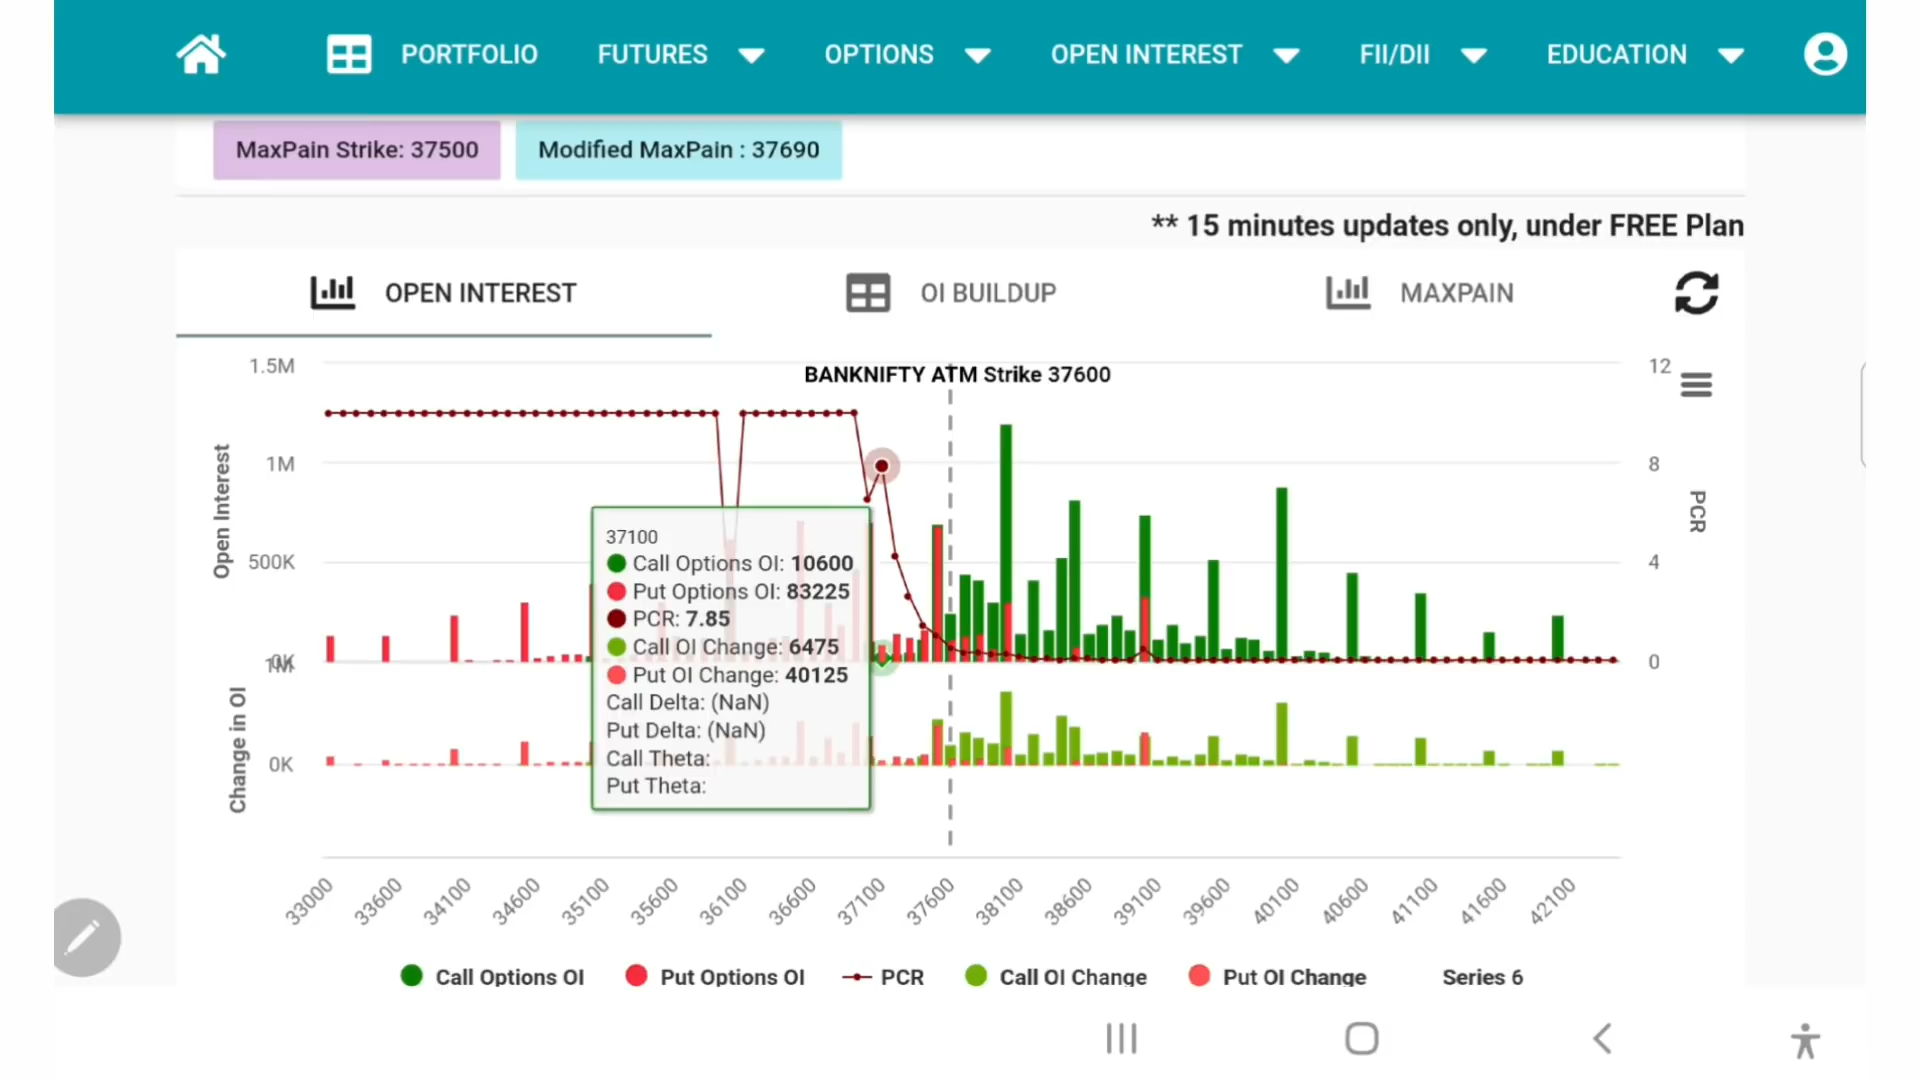 PORTFOLIO FUTURES OPTIONS OPEN INTEREST FII/DII EDUCATION
MaxPain Strike: 37500 Modified MaxPain : 37690
** 15 minutes updates only, under FREE Plan
OPEN INTEREST OI BUILDUP MAXPAIN
BANKNIFTY ATM Strike 37600
1.5M
1M
500K
0K
1M
0K
Open Interest
Change in OI
12
8
4
0
PCR
37100
Call Options OI: 10600
Put Options OI: 83225
PCR: 7.85
Call OI Change: 6475
Put OI Change: 40125
Call Delta: (NaN)
Put Delta: (NaN)
Call Theta:
Put Theta:
33000 33600 34100 34600 35100 35600 36100 36600 37100 37600 38100 38600 39100 39600 40100 40600 41100 41600 42100
Call Options OI Put Options OI PCR Call OI Change Put OI Change Series 6